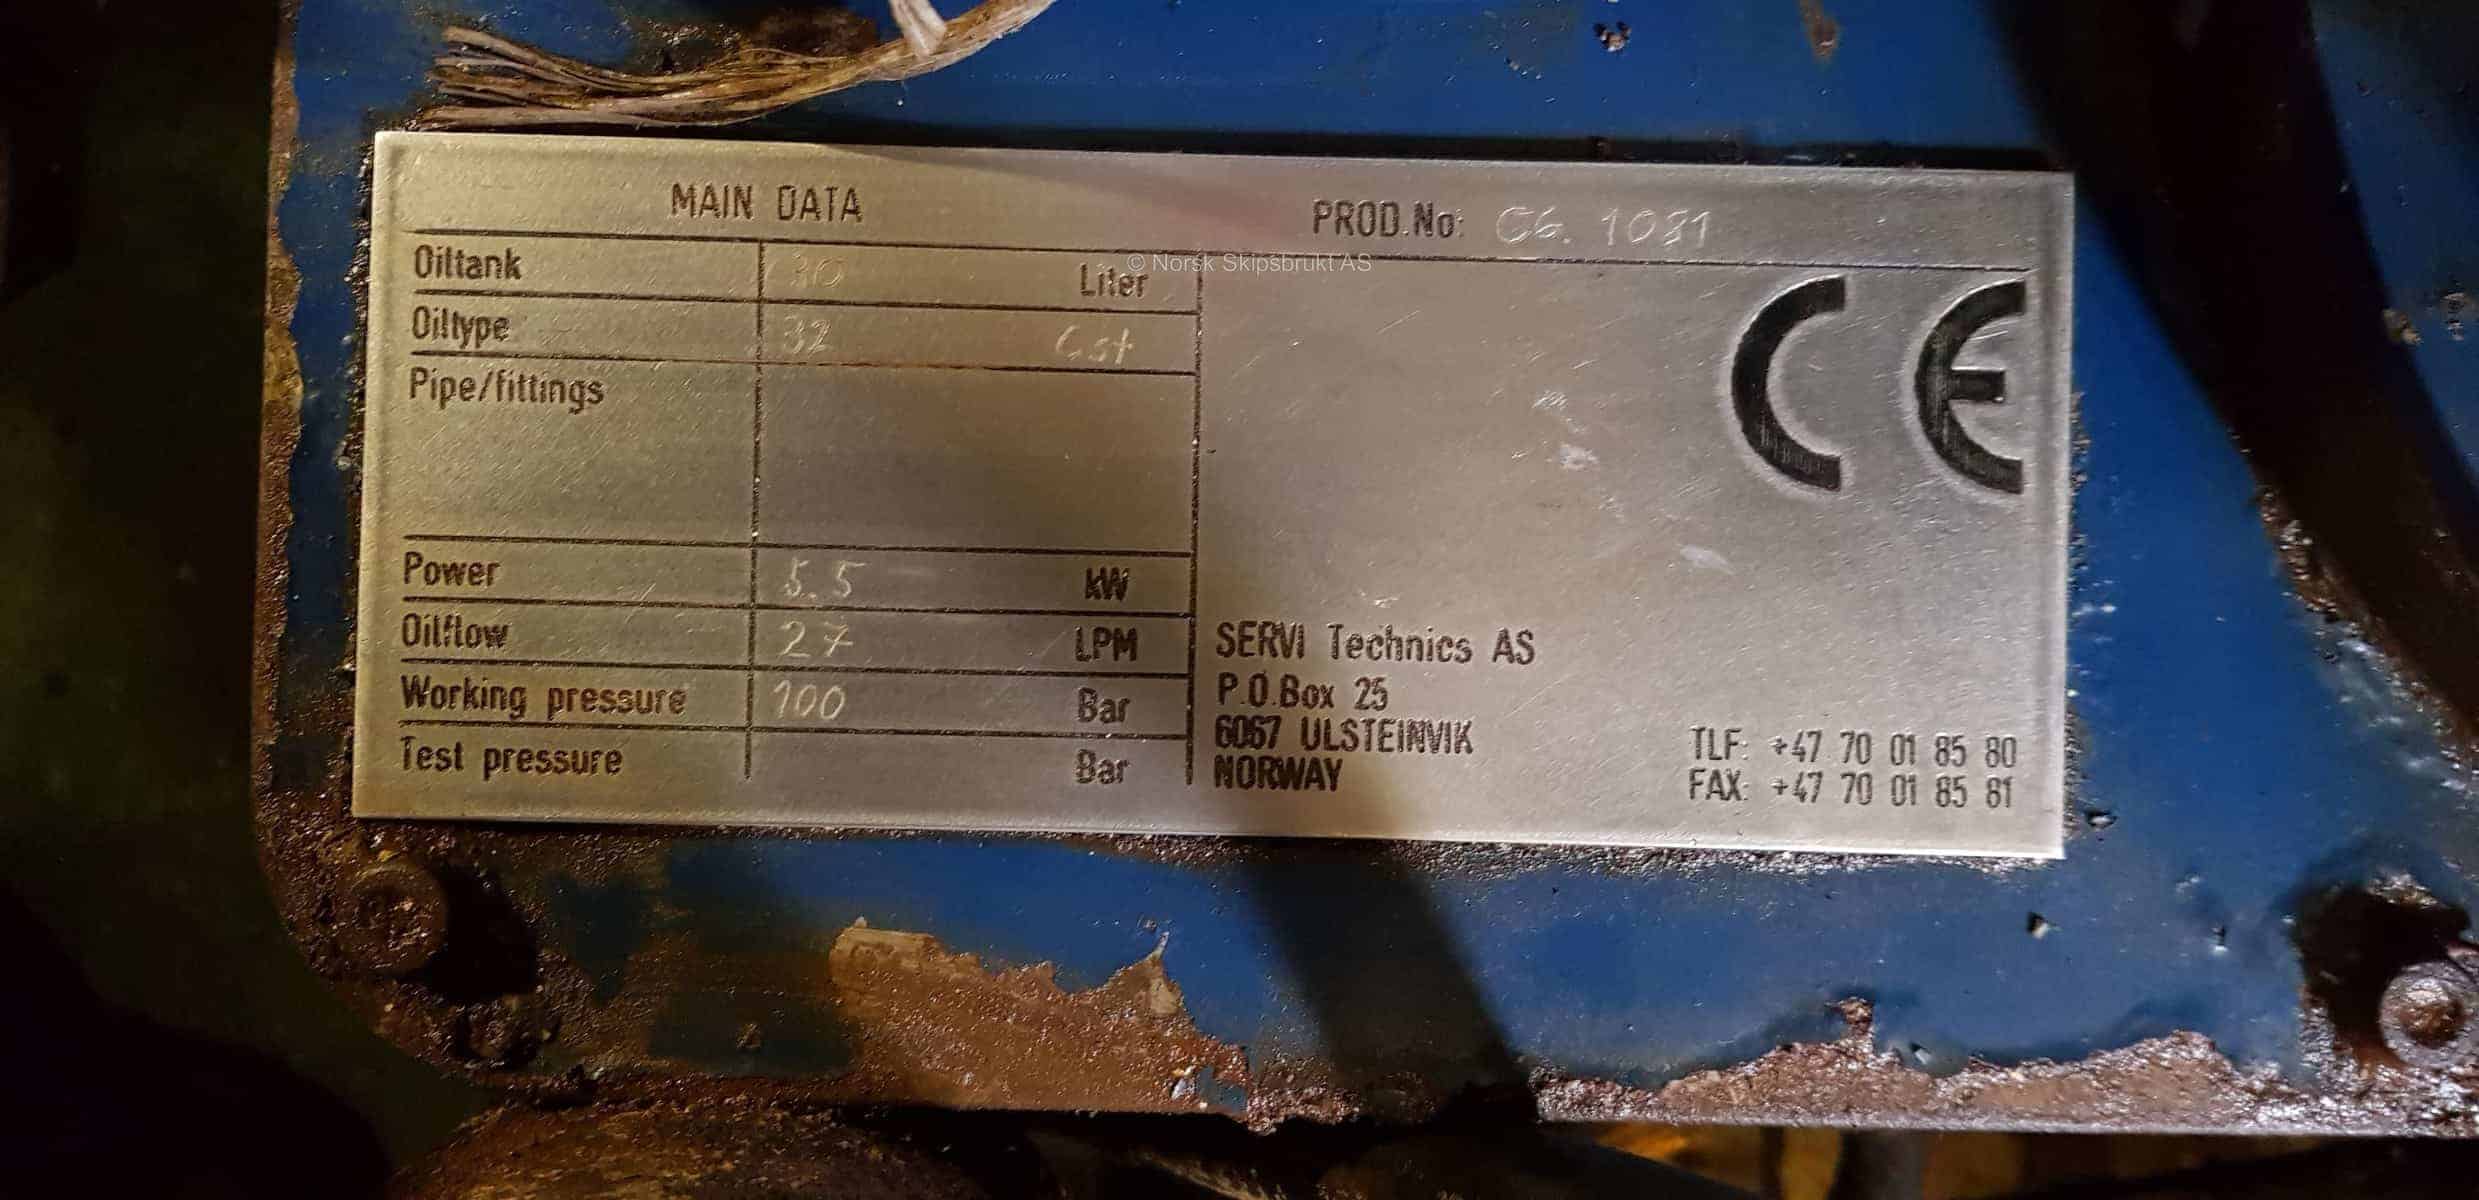 MAIN DATA
PROD.No: CG. 1081
© Norsk Skipsbrukt AS
Oiltank 30 Liter
Oiltype 32 Cst
Pipe/fittings
Power 5.5 kW
Oilflow 27 LPM
Working pressure 100 Bar
Test pressure Bar
CE
SERVI Technics AS
P.O.Box 25
6067 ULSTEINVIK
NORWAY
TLF: +47 70 01 85 80
FAX: +47 70 01 85 81